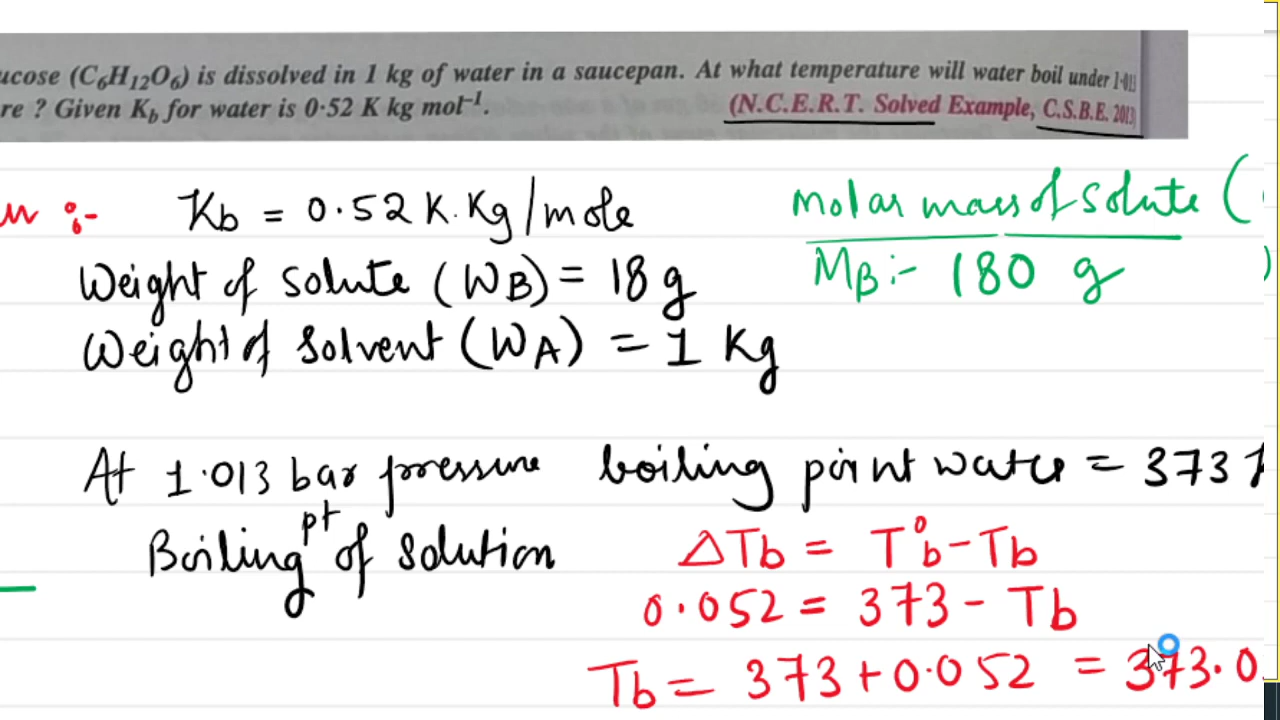 ucose (C₆H₁₂O₆) is dissolved in 1 kg of water in a saucepan. At what temperature will water boil under
re ? Given K_b for water is 0·52 K kg mol⁻¹. (N.C.E.R.T. Solved Example, C.S.B.E. 2013)
Kb = 0.52 K.Kg/mole
molar mass of solute (
Weight of solute (WB) = 18 g
MB :- 180 g
Weight of solvent (WA) = 1 Kg
At 1.013 bar pressure boiling point water = 373
Boiling pt of solution
ΔTb = T°b - Tb
0.052 = 373 - Tb
Tb = 373 + 0.052 = 373.0